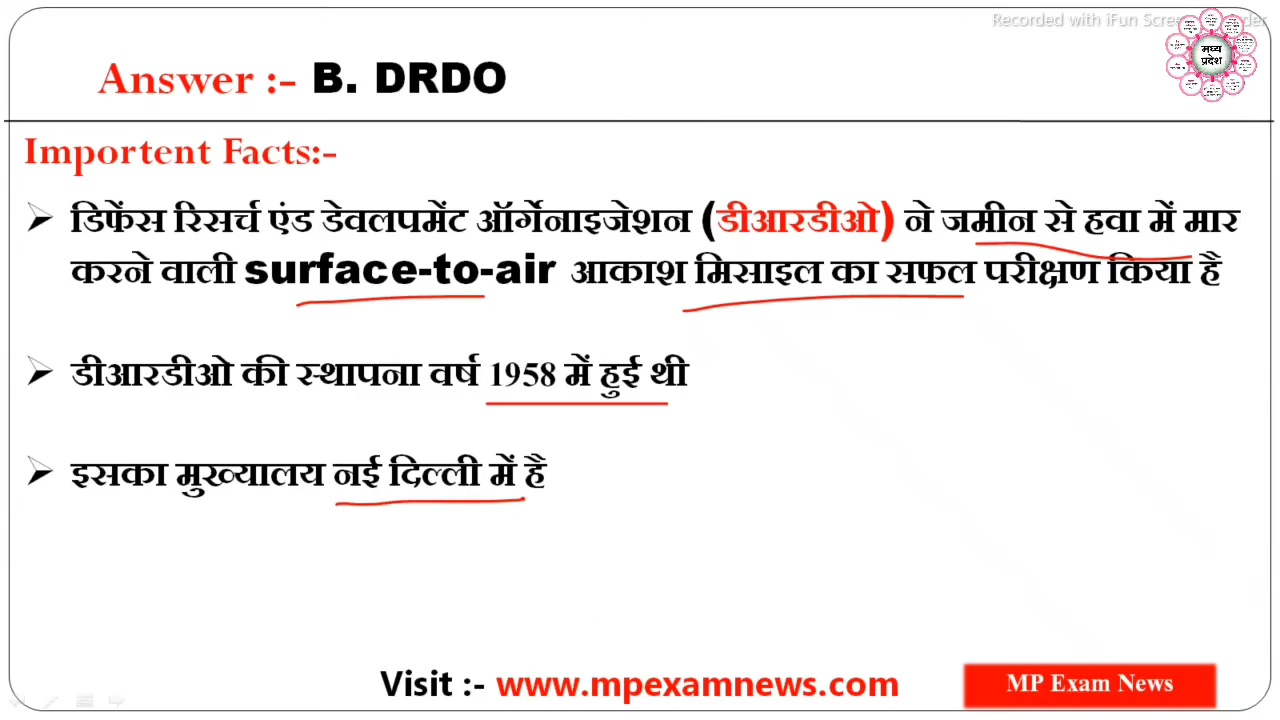 Recorded with iFun Screen Recorder
मध्य
प्रदेश
Answer :- B. DRDO
Importent Facts:-
डिफेंस रिसर्च एंड डेवलपमेंट ऑर्गेनाइजेशन (डीआरडीओ) ने जमीन से हवा में मार
करने वाली surface-to-air आकाश मिसाइल का सफल परीक्षण किया है
डीआरडीओ की स्थापना वर्ष 1958 में हुई थी
इसका मुख्यालय नई दिल्ली में है
Visit :- www.mpexamnews.com
MP Exam News